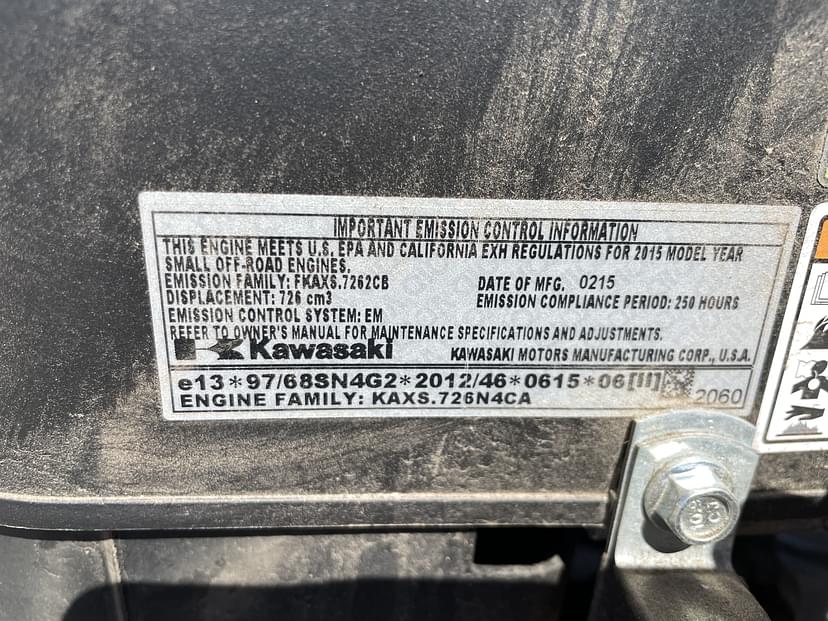 IMPORTANT EMISSION CONTROL INFORMATION
THIS ENGINE MEETS U.S. EPA AND CALIFORNIA EXH REGULATIONS FOR 2015 MODEL YEAR
SMALL OFF-ROAD ENGINES.
EMISSION FAMILY: FKAXS.7262CB DATE OF MFG. 0215
DISPLACEMENT: 726 cm3 EMISSION COMPLIANCE PERIOD: 250 HOURS
EMISSION CONTROL SYSTEM: EM
REFER TO OWNER'S MANUAL FOR MAINTENANCE SPECIFICATIONS AND ADJUSTMENTS.
Kawasaki KAWASAKI MOTORS MANUFACTURING CORP., U.S.A.
e13*97/68SN4G2*2012/46*0615*06[II] 2060
ENGINE FAMILY: KAXS.726N4CA